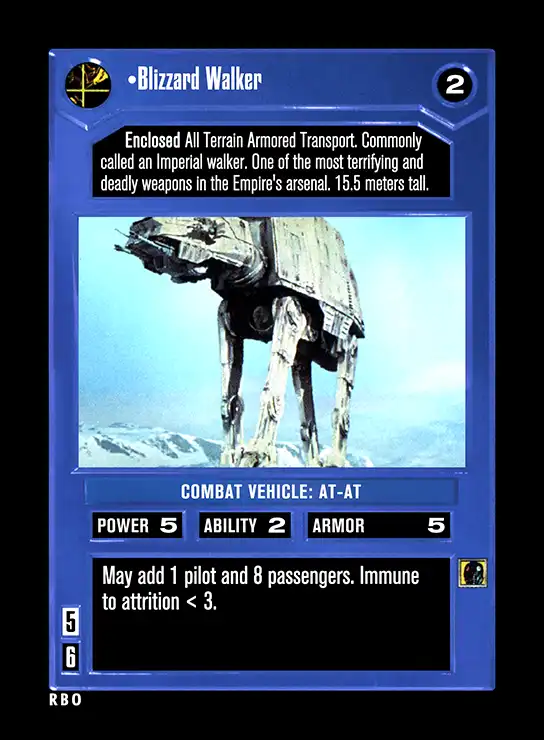 •Blizzard Walker
2
Enclosed All Terrain Armored Transport. Commonly
called an Imperial walker. One of the most terrifying and
deadly weapons in the Empire's arsenal. 15.5 meters tall.
COMBAT VEHICLE: AT-AT
POWER 5 ABILITY 2 ARMOR 5
May add 1 pilot and 8 passengers. Immune
to attrition < 3.
5
6
RBO